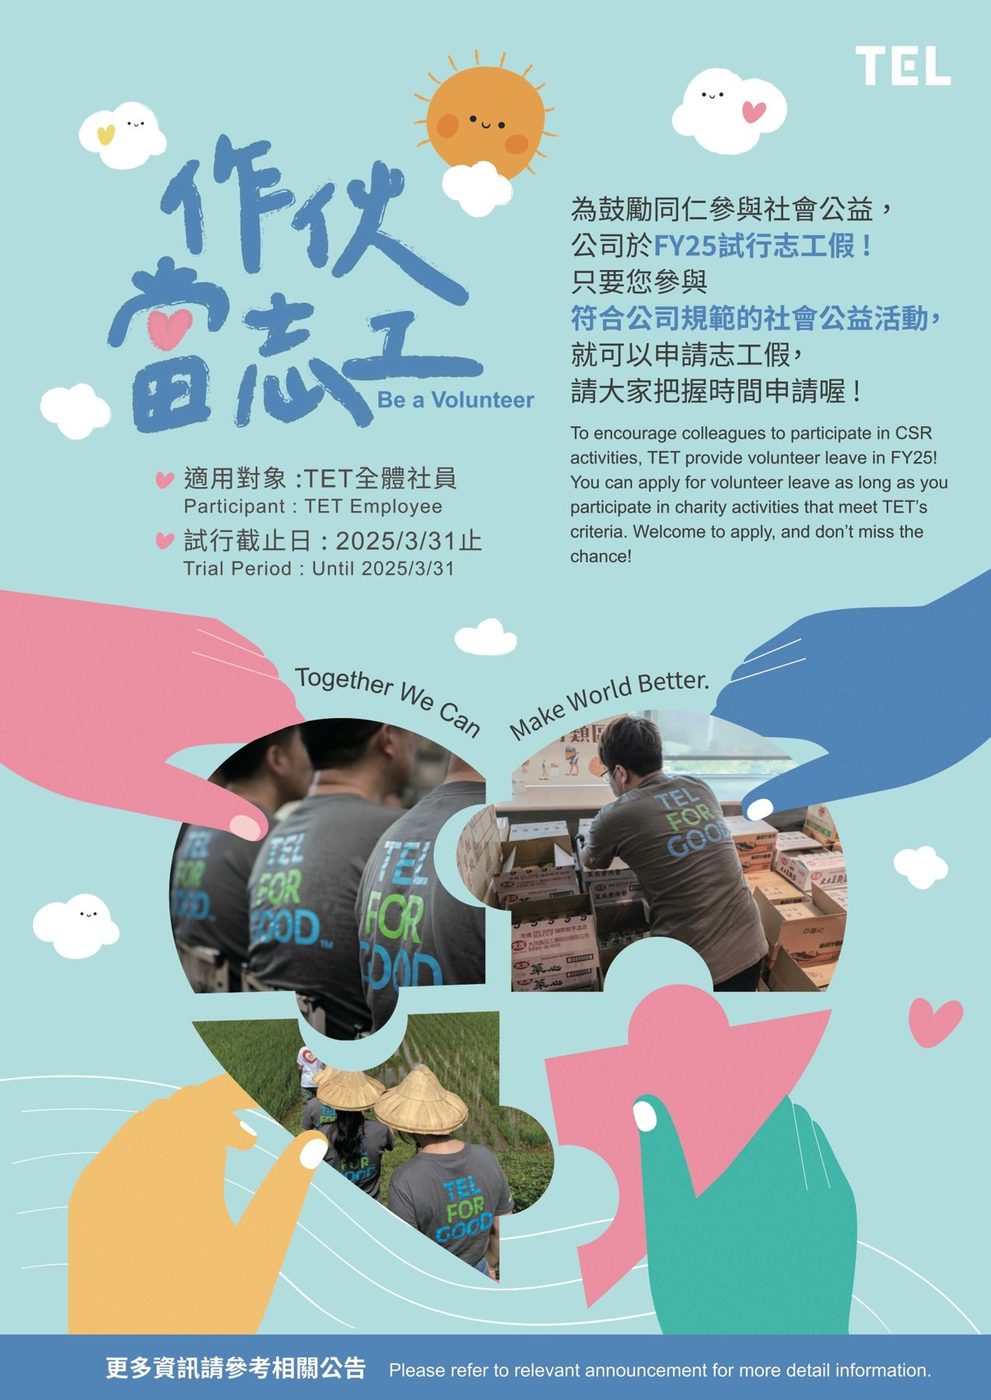 TEL
作伙
當志工
Be a Volunteer
為鼓勵同仁參與社會公益，
公司於FY25試行志工假！
只要您參與
符合公司規範的社會公益活動，
就可以申請志工假，
請大家把握時間申請喔！
To encourage colleagues to participate in CSR
activities, TET provide volunteer leave in FY25!
You can apply for volunteer leave as long as you
participate in charity activities that meet TET's
criteria. Welcome to apply, and don't miss the
chance!
適用對象 :TET全體社員
Participant : TET Employee
試行截止日 : 2025/3/31止
Trial Period : Until 2025/3/31
Together We Can
Make World Better.
TEL
FOR
GOOD
TEL
FOR
GOOD
TEL
FOR
GOOD
TEL
FOR
GOOD
TEL
FOR
GOOD
更多資訊請參考相關公告
Please refer to relevant announcement for more detail information.